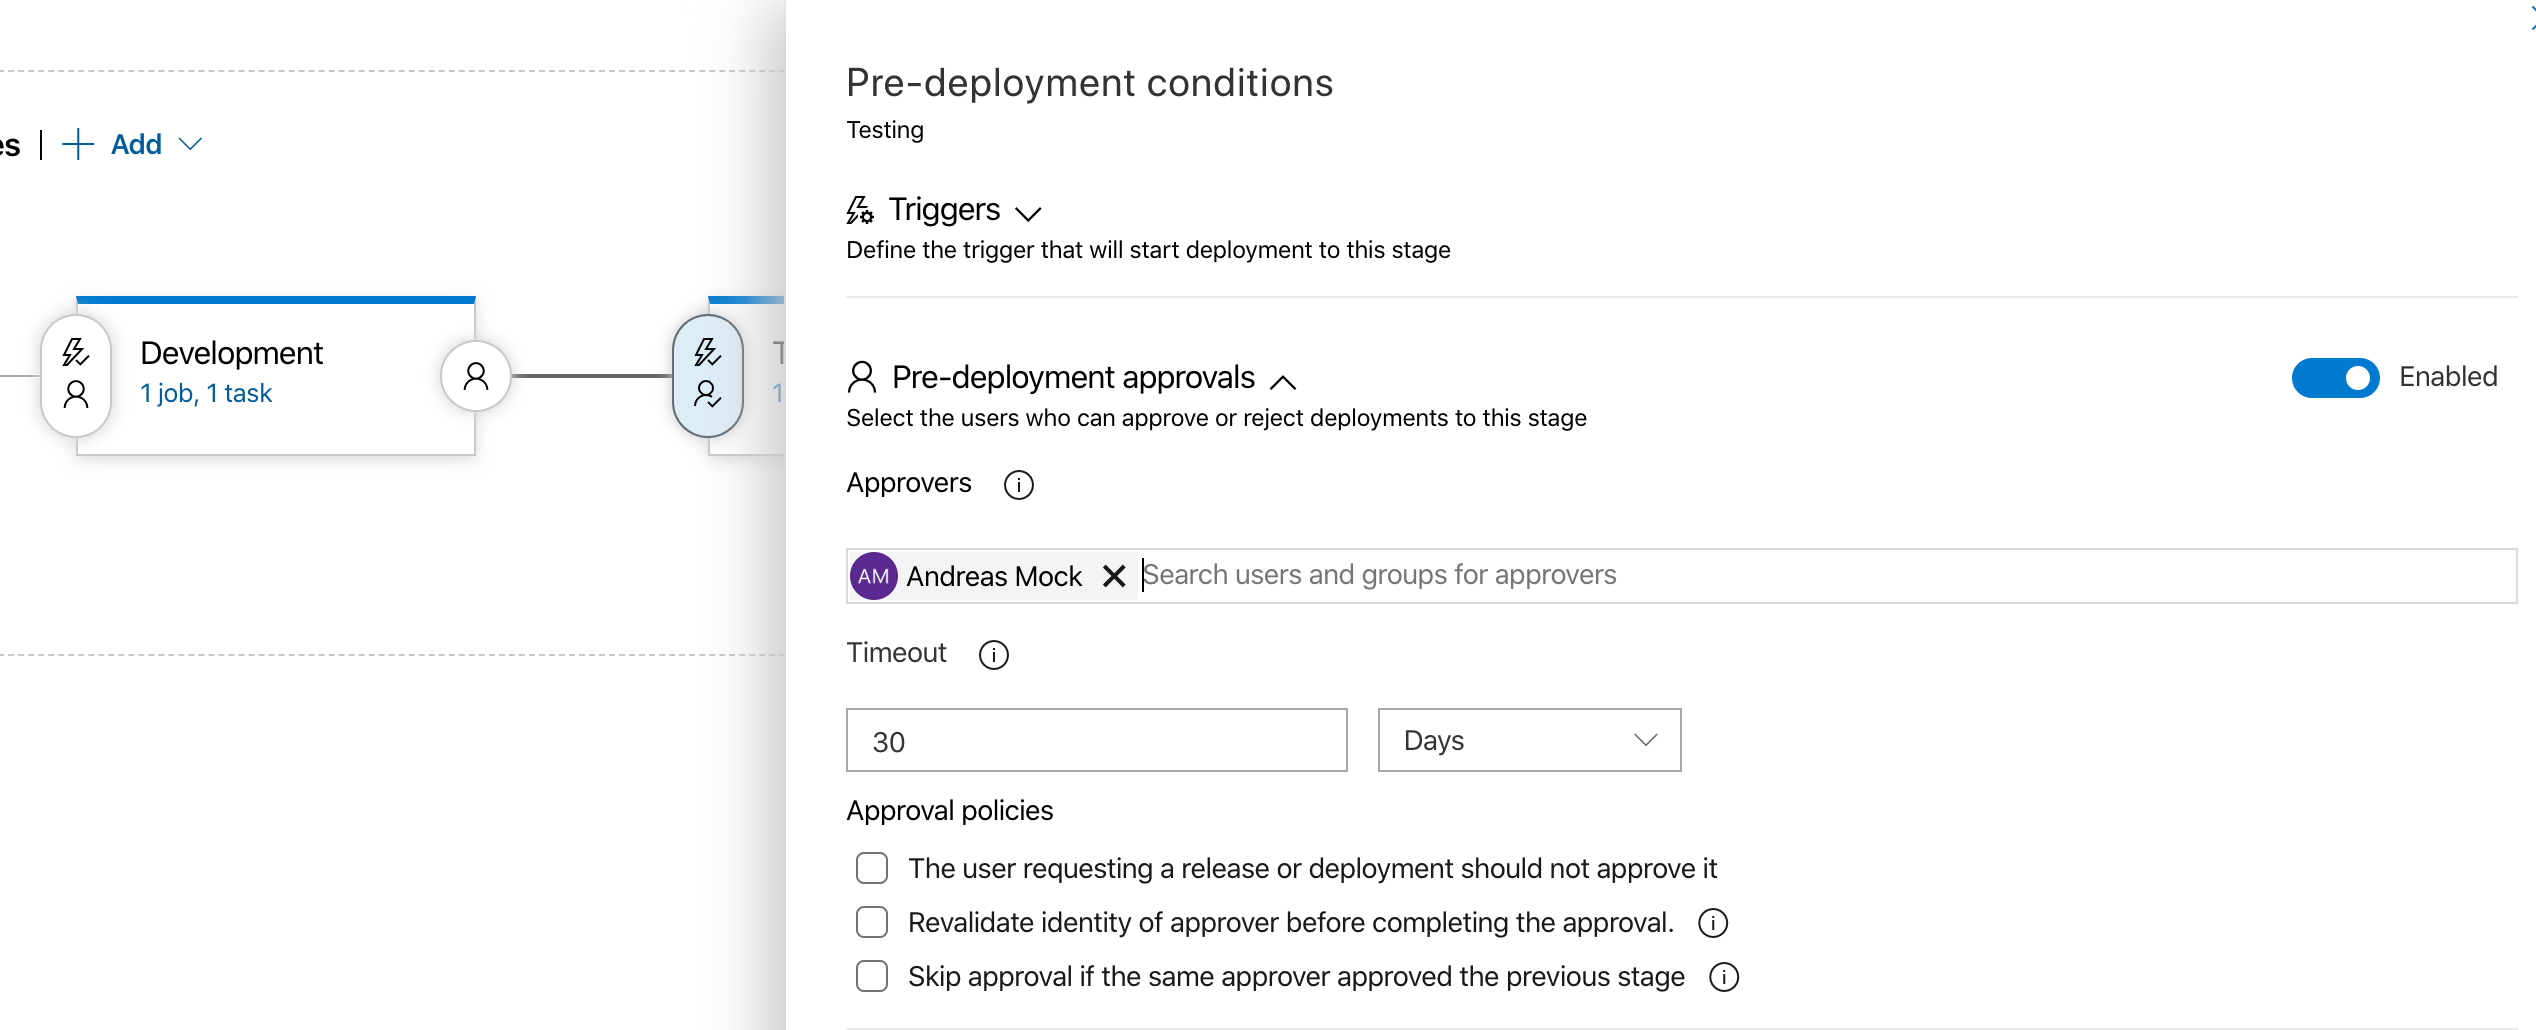 Pre-deployment conditions
Testing
es | Add
Triggers
Define the trigger that will start deployment to this stage
Development
1 job, 1 task
T
1
Pre-deployment approvals
Enabled
Select the users who can approve or reject deployments to this stage
Approvers
AM Andreas Mock Search users and groups for approvers
Timeout
30 Days
Approval policies
The user requesting a release or deployment should not approve it
Revalidate identity of approver before completing the approval.
Skip approval if the same approver approved the previous stage